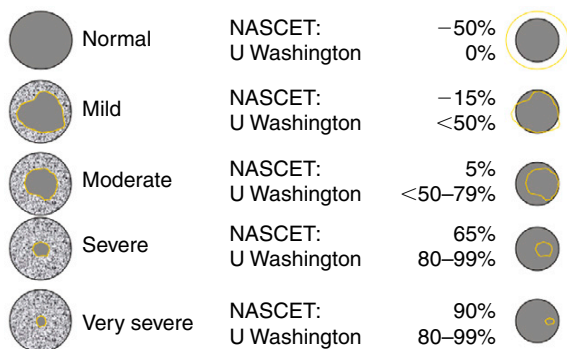 Normal NASCET: −50%
U Washington 0%
Mild NASCET: −15%
U Washington <50%
Moderate NASCET: 5%
U Washington <50–79%
Severe NASCET: 65%
U Washington 80–99%
Very severe NASCET: 90%
U Washington 80–99%